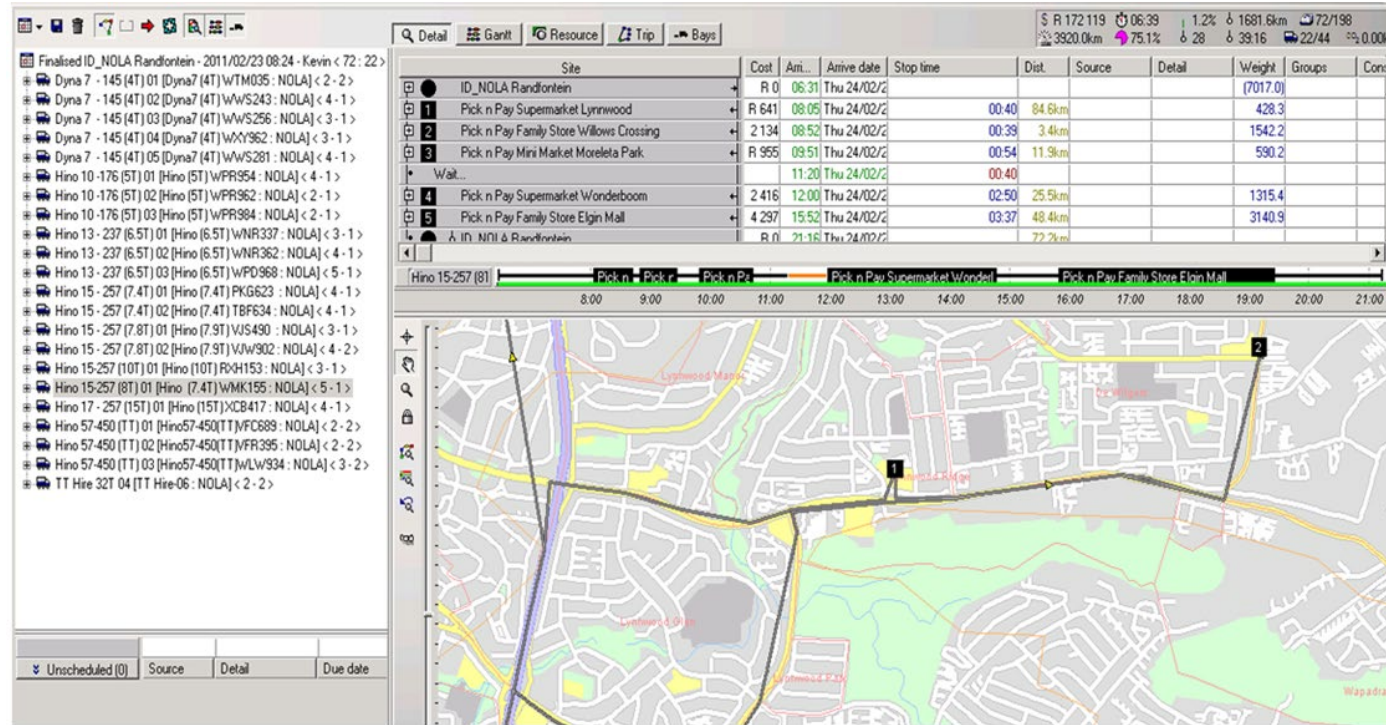 Detail Gantt Resource Trip Bays
$ R 172 119 06:39 1.2% 1681.6km 72/198
3920.0km 75.1% 28 39:16 22/44 0.00
Finalised ID_NOLA Randfontein - 2011/02/23 08:24 - Kevin < 72 : 22 >
Dyna 7 - 145 (4T) 01 [Dyna7 (4T) WTM035 : NOLA] < 2 - 2 >
Dyna 7 - 145 (4T) 02 [Dyna7 (4T) WWS243 : NOLA] < 4 - 1 >
Dyna 7 - 145 (4T) 03 [Dyna7 (4T) WWS256 : NOLA] < 3 - 1 >
Dyna 7 - 145 (4T) 04 [Dyna7 (4T) WXY962 : NOLA] < 3 - 1 >
Dyna 7 - 145 (4T) 05 [Dyna7 (4T) WWS281 : NOLA] < 4 - 1 >
Hino 10 -176 (5T) 01 [Hino (5T) WPR954 : NOLA] < 4 - 1 >
Hino 10 -176 (5T) 02 [Hino (5T) WPR962 : NOLA] < 2 - 1 >
Hino 10 -176 (5T) 03 [Hino (5T) WPR984 : NOLA] < 2 - 1 >
Hino 13 - 237 (6.5T) 01 [Hino (6.5T) WNR337 : NOLA] < 3 - 1 >
Hino 13 - 237 (6.5T) 02 [Hino (6.5T) WNR362 : NOLA] < 4 - 1 >
Hino 13 - 237 (6.5T) 03 [Hino (6.5T) WPD968 : NOLA] < 5 - 1 >
Hino 15 - 257 (7.4T) 01 [Hino (7.4T) PKG623 : NOLA] < 4 - 1 >
Hino 15 - 257 (7.4T) 02 [Hino (7.4T) TBF634 : NOLA] < 4 - 1 >
Hino 15 - 257 (7.8T) 01 [Hino (7.9T) VJS490 : NOLA] < 3 - 1 >
Hino 15 - 257 (7.8T) 02 [Hino (7.9T) VJW902 : NOLA] < 4 - 2 >
Hino 15-257 (10T) 01 [Hino (10T) RXH153 : NOLA] < 3 - 1 >
Hino 15-257 (8T) 01 [Hino (7.4T) WMK155 : NOLA] < 5 - 1 >
Hino 17 - 257 (15T) 01 [Hino (15T) XCB417 : NOLA] < 4 - 1 >
Hino 57-450 (TT) 01 [Hino57-450(TT)VFC689 : NOLA] < 2 - 2 >
Hino 57-450 (TT) 02 [Hino57-450(TT)VFR395 : NOLA] < 2 - 2 >
Hino 57-450 (TT) 03 [Hino57-450(TT)WLW934 : NOLA] < 3 - 2 >
TT Hire 32T 04 [TT Hire-06 : NOLA] < 2 - 2 >
Unscheduled (0) Source Detail Due date
Site Cost Arri... Arrive date Stop time Dist. Source Detail Weight Groups Con
ID_NOLA Randfontein R 0 06:31 Thu 24/02/2 (7017.0)
1 Pick n Pay Supermarket Lynnwood R 641 08:05 Thu 24/02/2 00:40 84.6km 428.3
2 Pick n Pay Family Store Willows Crossing 2 134 08:52 Thu 24/02/2 00:39 3.4km 1542.2
3 Pick n Pay Mini Market Moreleta Park R 955 09:51 Thu 24/02/2 00:54 11.9km 590.2
Wait... 11:20 Thu 24/02/2 00:40
4 Pick n Pay Supermarket Wonderboom 2 416 12:00 Thu 24/02/2 02:50 25.5km 1315.4
5 Pick n Pay Family Store Elgin Mall 4 297 15:52 Thu 24/02/2 03:37 48.4km 3140.9
ID_NOLA Randfontein R 0 21:16 Thu 24/02/2 72.2km
Hino 15-257 (8T Pick n Pick n Pick n Pa Pick n Pay Supermarket Wonderl Pick n Pay Family Store Elgin Mall
8:00 9:00 10:00 11:00 12:00 13:00 14:00 15:00 16:00 17:00 18:00 19:00 20:00 21:00
2
Lynnwood Manor
1
Lynnwood Glen
Lynnwood Park
Wapadra